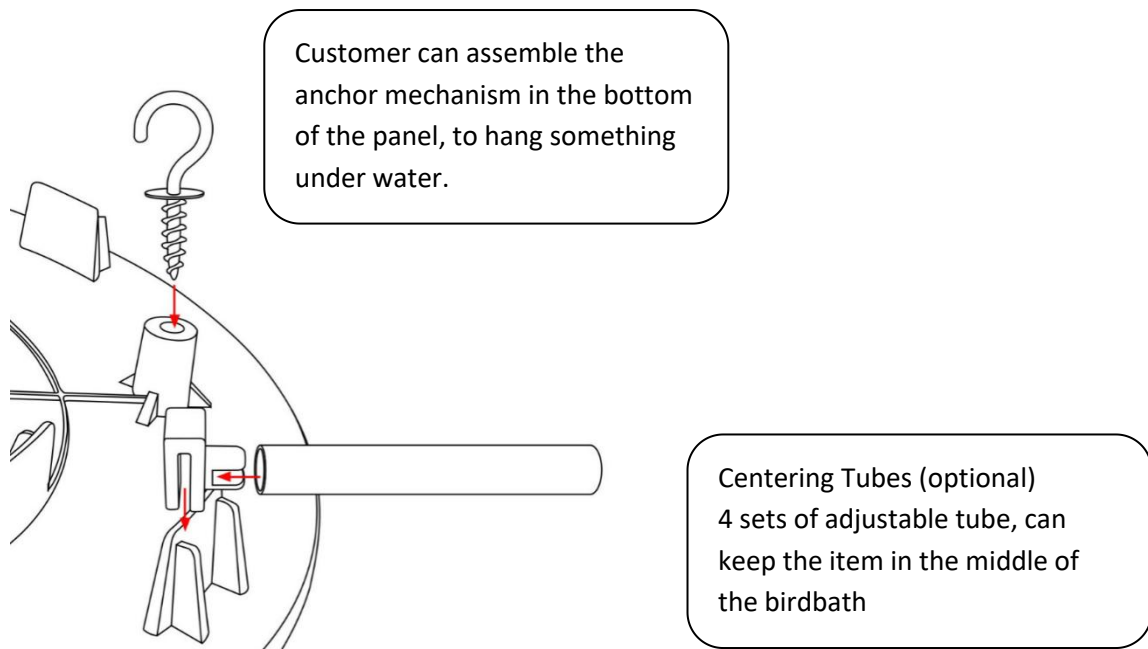 Customer can assemble the
anchor mechanism in the bottom
of the panel, to hang something
under water.
Centering Tubes (optional)
4 sets of adjustable tube, can
keep the item in the middle of
the birdbath